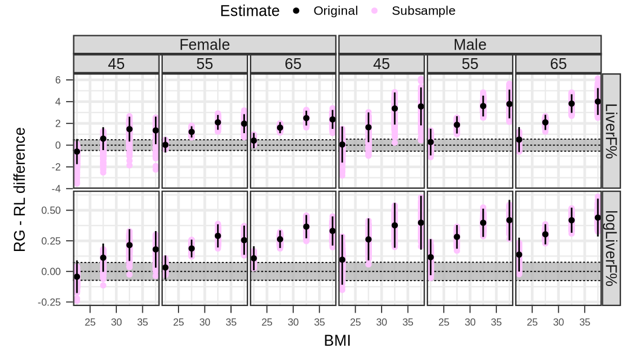 Estimate Original Subsample
Female Male
45 55 65 45 55 65
6
4
2
0
-2
-4
LiverF%
RG - RL difference
0.50
0.25
0.00
-0.25
logLiverF%
25 30 35 25 30 35 25 30 35 25 30 35 25 30 35 25 30 35
BMI